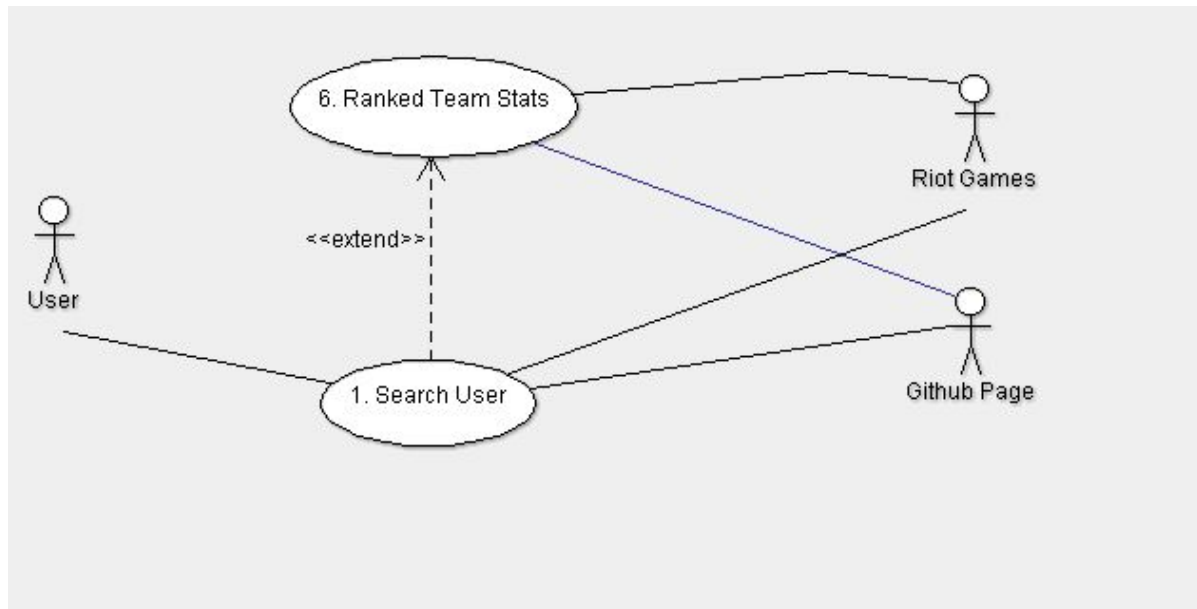 6. Ranked Team Stats
Riot Games
<<extend>>
User
1. Search User
Github Page